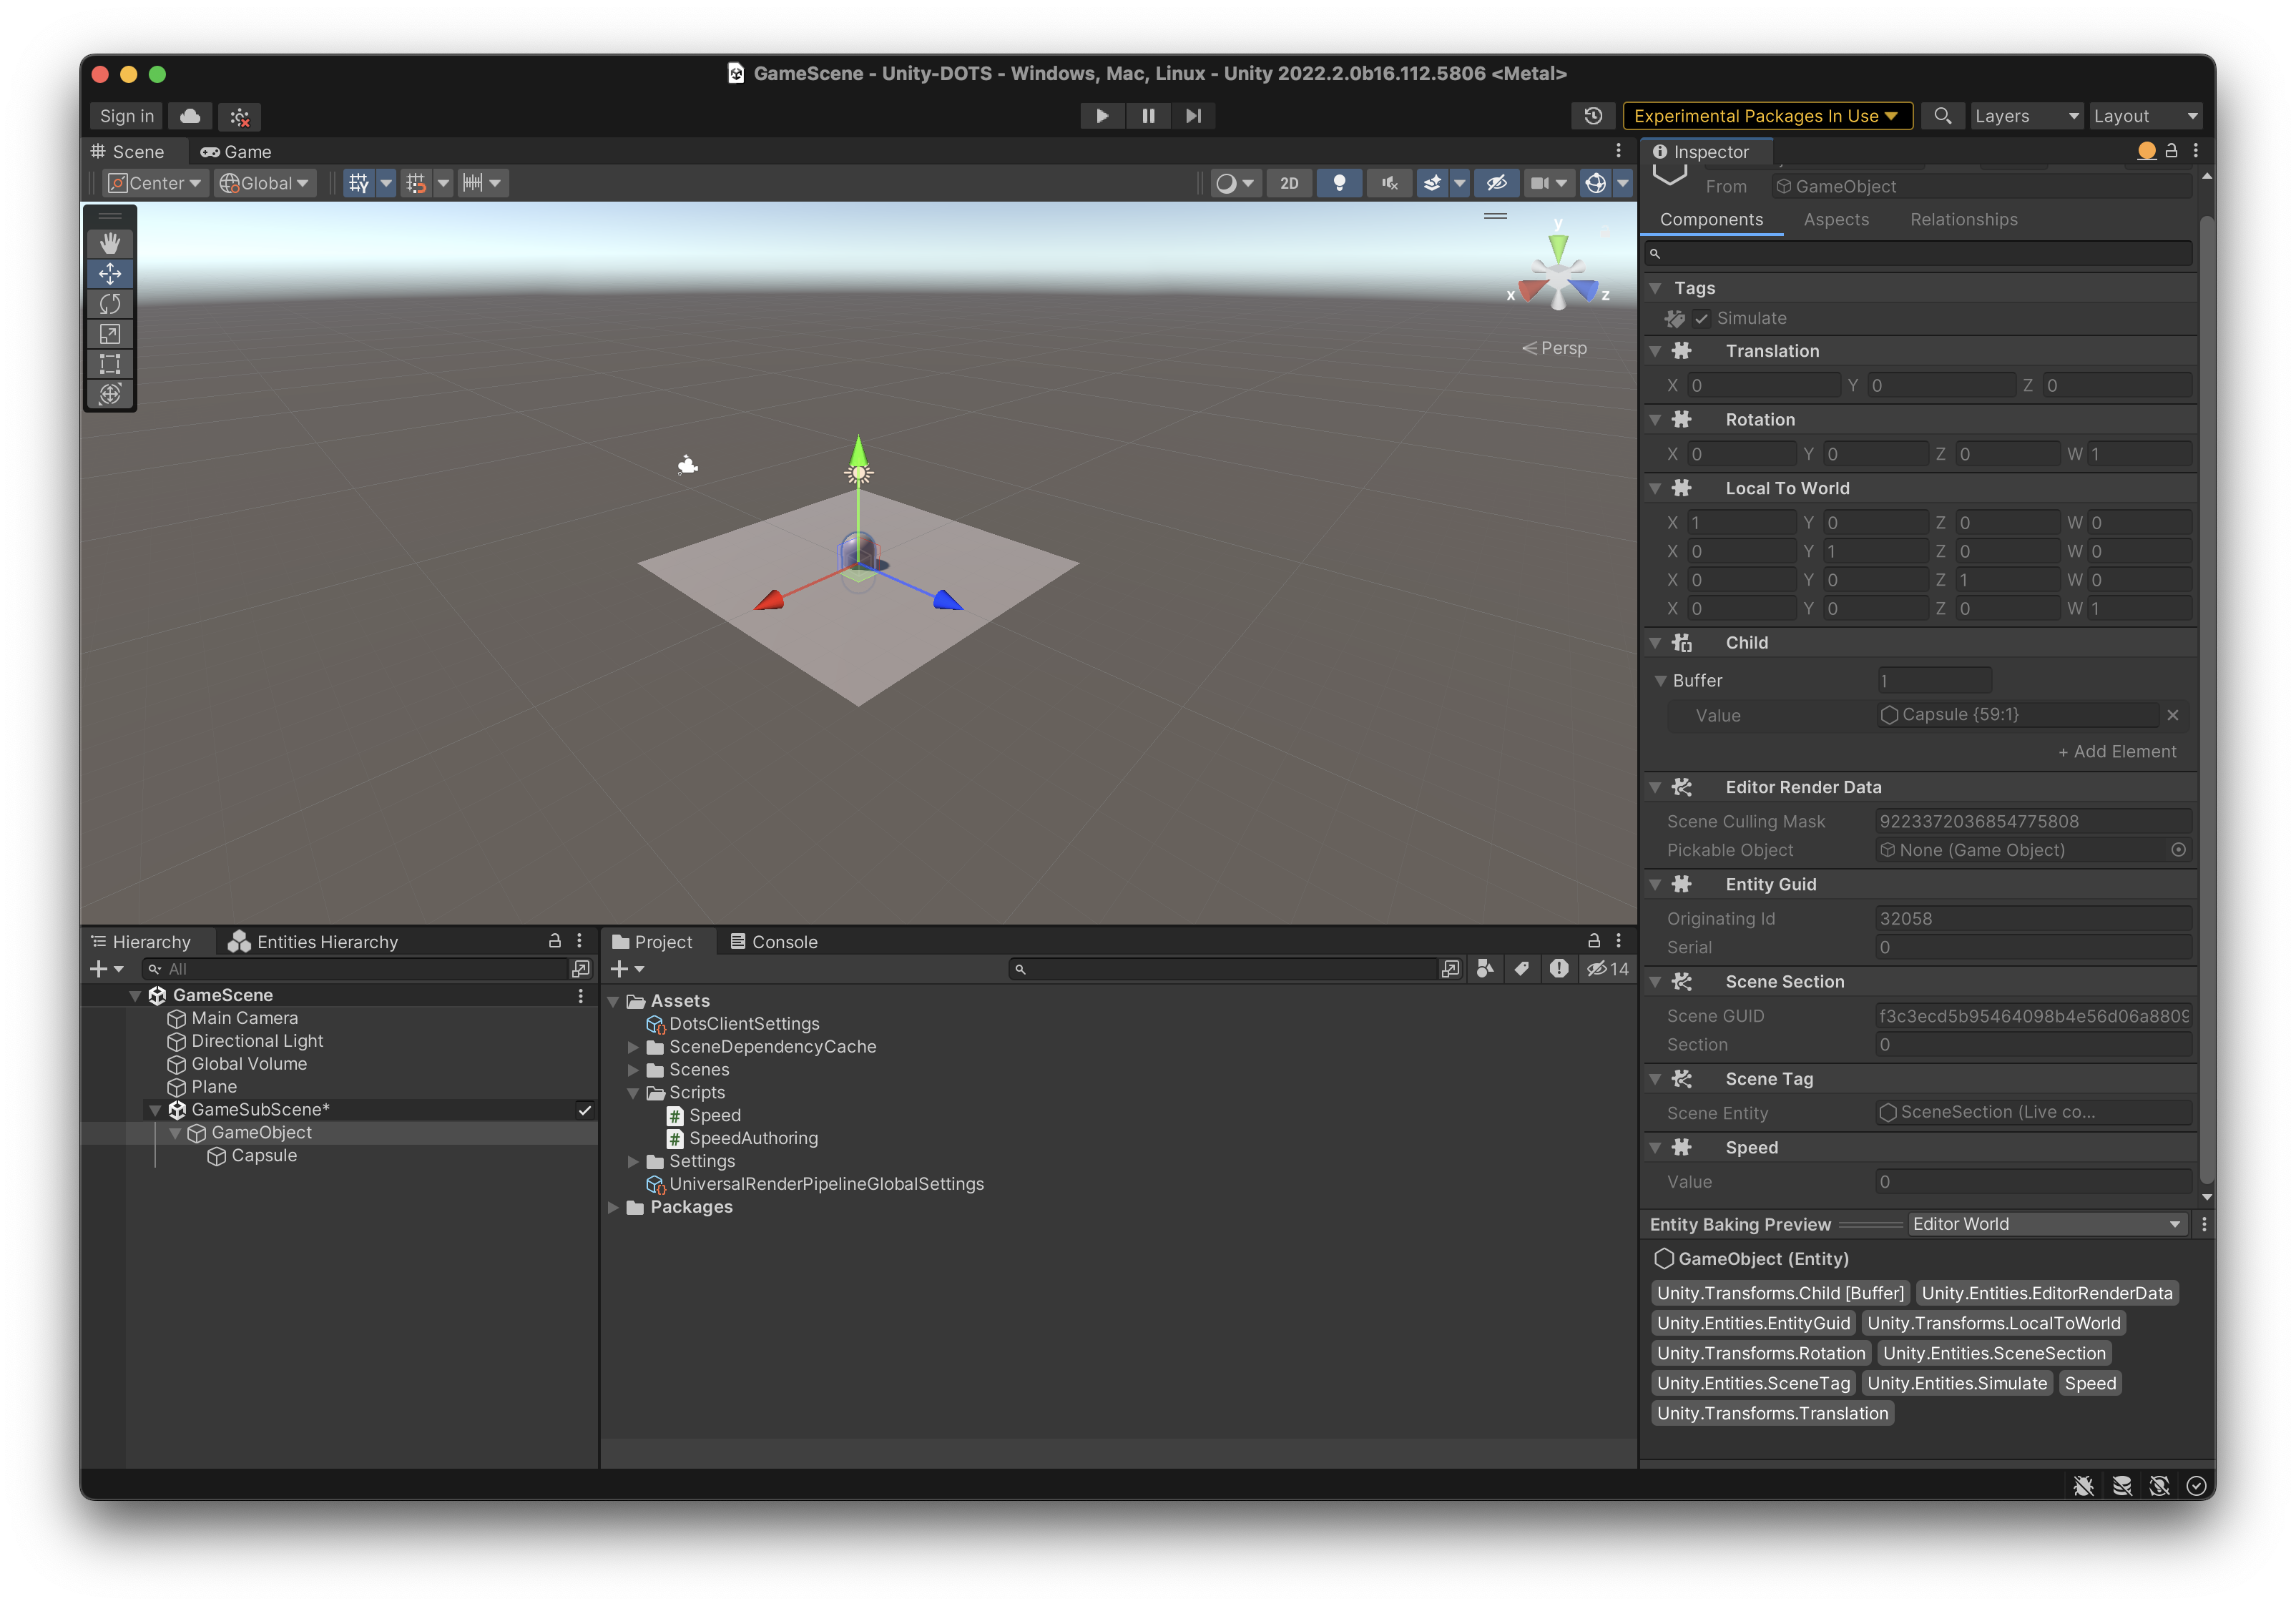 GameScene - Unity-DOTS - Windows, Mac, Linux - Unity 2022.2.0b16.112.5806 <Metal>
Sign in
Experimental Packages In Use
Layers
Layout
Scene
Game
Center
Global
2D
y
x
z
Persp
Hierarchy
Entities Hierarchy
All
GameScene
Main Camera
Directional Light
Global Volume
Plane
GameSubScene*
GameObject
Capsule
Project
Console
14
Assets
DotsClientSettings
SceneDependencyCache
Scenes
Scripts
Speed
SpeedAuthoring
Settings
UniversalRenderPipelineGlobalSettings
Packages
Inspector
From GameObject
Components Aspects Relationships
Tags
Simulate
Translation
X 0 Y 0 Z 0
Rotation
X 0 Y 0 Z 0 W 1
Local To World
X 1 Y 0 Z 0 W 0
X 0 Y 1 Z 0 W 0
X 0 Y 0 Z 1 W 0
X 0 Y 0 Z 0 W 1
Child
Buffer 1
Value Capsule {59:1}
+ Add Element
Editor Render Data
Scene Culling Mask 9223372036854775808
Pickable Object None (Game Object)
Entity Guid
Originating Id 32058
Serial 0
Scene Section
Scene GUID f3c3ecd5b95464098b4e56d06a8809
Section 0
Scene Tag
Scene Entity SceneSection (Live co...
Speed
Value 0
Entity Baking Preview Editor World
GameObject (Entity)
Unity.Transforms.Child [Buffer] Unity.Entities.EditorRenderData
Unity.Entities.EntityGuid Unity.Transforms.LocalToWorld
Unity.Transforms.Rotation Unity.Entities.SceneSection
Unity.Entities.SceneTag Unity.Entities.Simulate Speed
Unity.Transforms.Translation